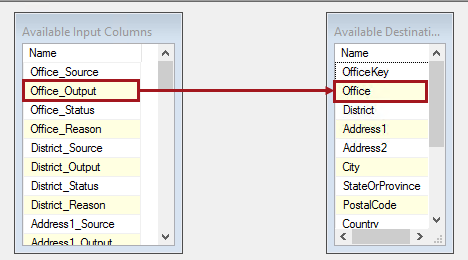 Available Input Columns
Name
Office_Source
Office_Output
Office_Status
Office_Reason
District_Source
District_Output
District_Status
District_Reason
Address1_Source
Address1_Output
Available Destinati...
Name
OfficeKey
Office
District
Address1
Address2
City
StateOrProvince
PostalCode
Country